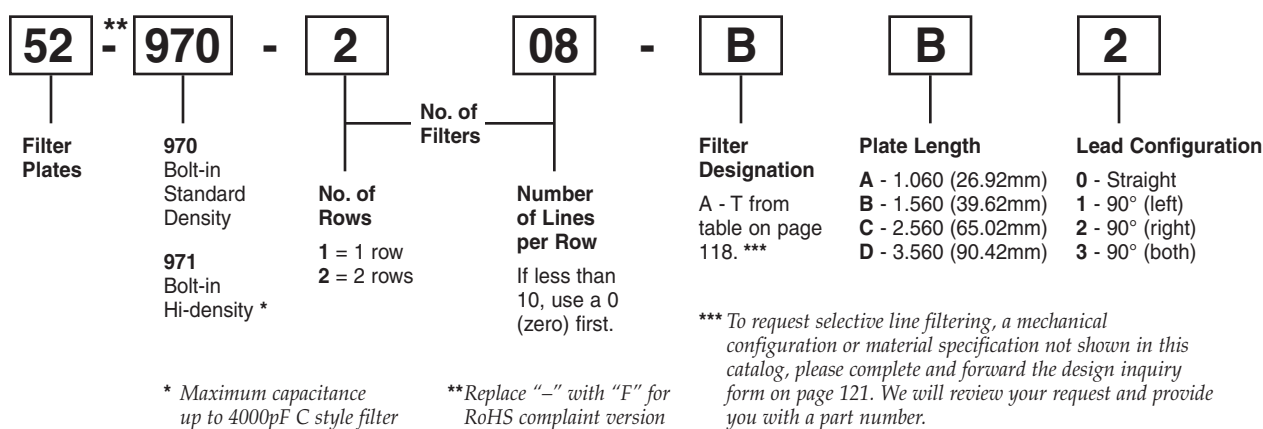 52 -** 970 - 2 08 - B B 2
No. of
Filters
Filter
Plates
970
Bolt-in
Standard
Density
971
Bolt-in
Hi-density *
No. of
Rows
1 = 1 row
2 = 2 rows
Number
of Lines
per Row
If less than
10, use a 0
(zero) first.
Filter
Designation
A - T from
table on page
118. ***
Plate Length
A - 1.060 (26.92mm)
B - 1.560 (39.62mm)
C - 2.560 (65.02mm)
D - 3.560 (90.42mm)
Lead Configuration
0 - Straight
1 - 90° (left)
2 - 90° (right)
3 - 90° (both)
* Maximum capacitance
up to 4000pF C style filter
**Replace “–” with “F” for
RoHS complaint version
*** To request selective line filtering, a mechanical
configuration or material specification not shown in this
catalog, please complete and forward the design inquiry
form on page 121. We will review your request and provide
you with a part number.